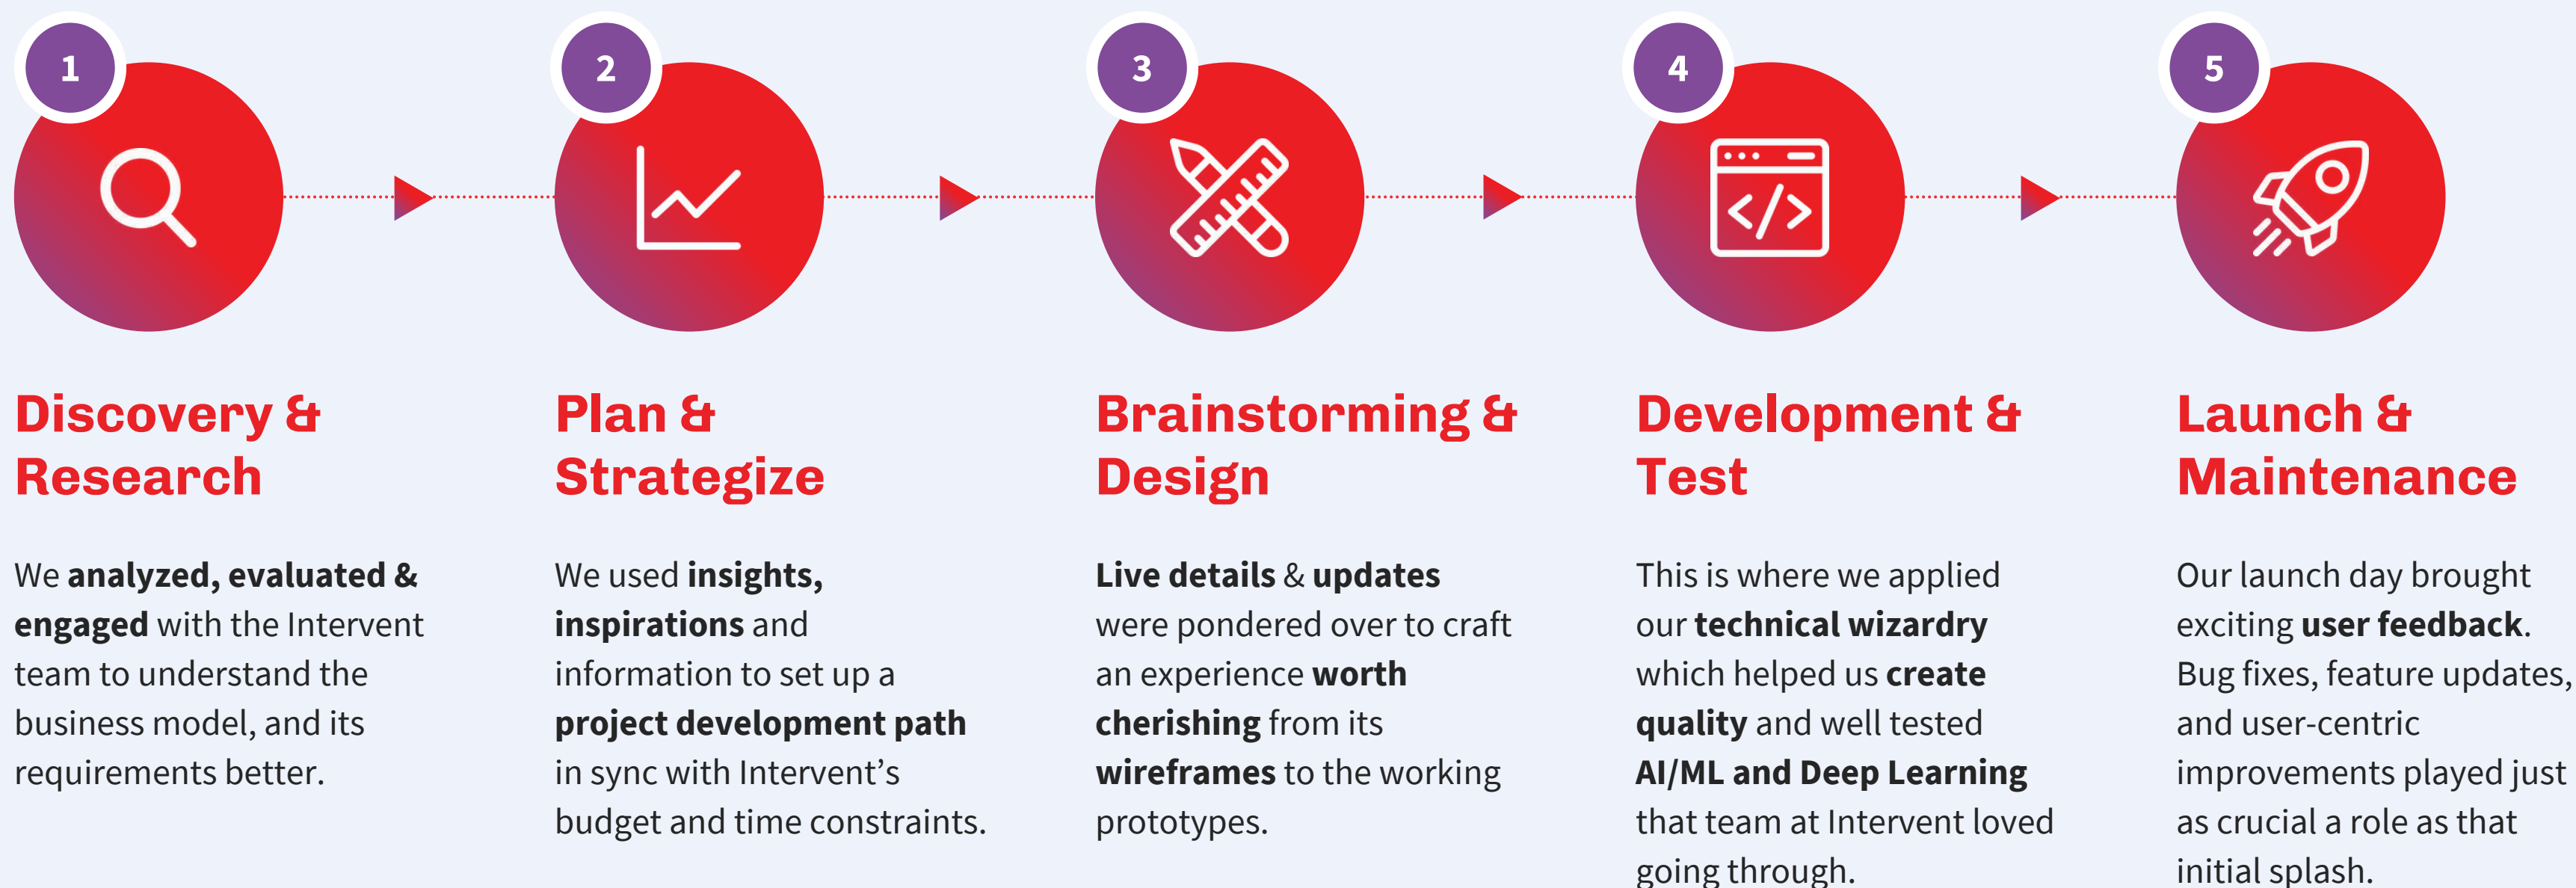 1
Discovery &
Research
We analyzed, evaluated &
engaged with the Intervent
team to understand the
business model, and its
requirements better.
2
Plan &
Strategize
We used insights,
inspirations and
information to set up a
project development path
in sync with Intervent’s
budget and time constraints.
3
Brainstorming &
Design
Live details & updates
were pondered over to craft
an experience worth
cherishing from its
wireframes to the working
prototypes.
4
</>
Development &
Test
This is where we applied
our technical wizardry
which helped us create
quality and well tested
AI/ML and Deep Learning
that team at Intervent loved
going through.
5
Launch &
Maintenance
Our launch day brought
exciting user feedback.
Bug fixes, feature updates,
and user-centric
improvements played just
as crucial a role as that
initial splash.